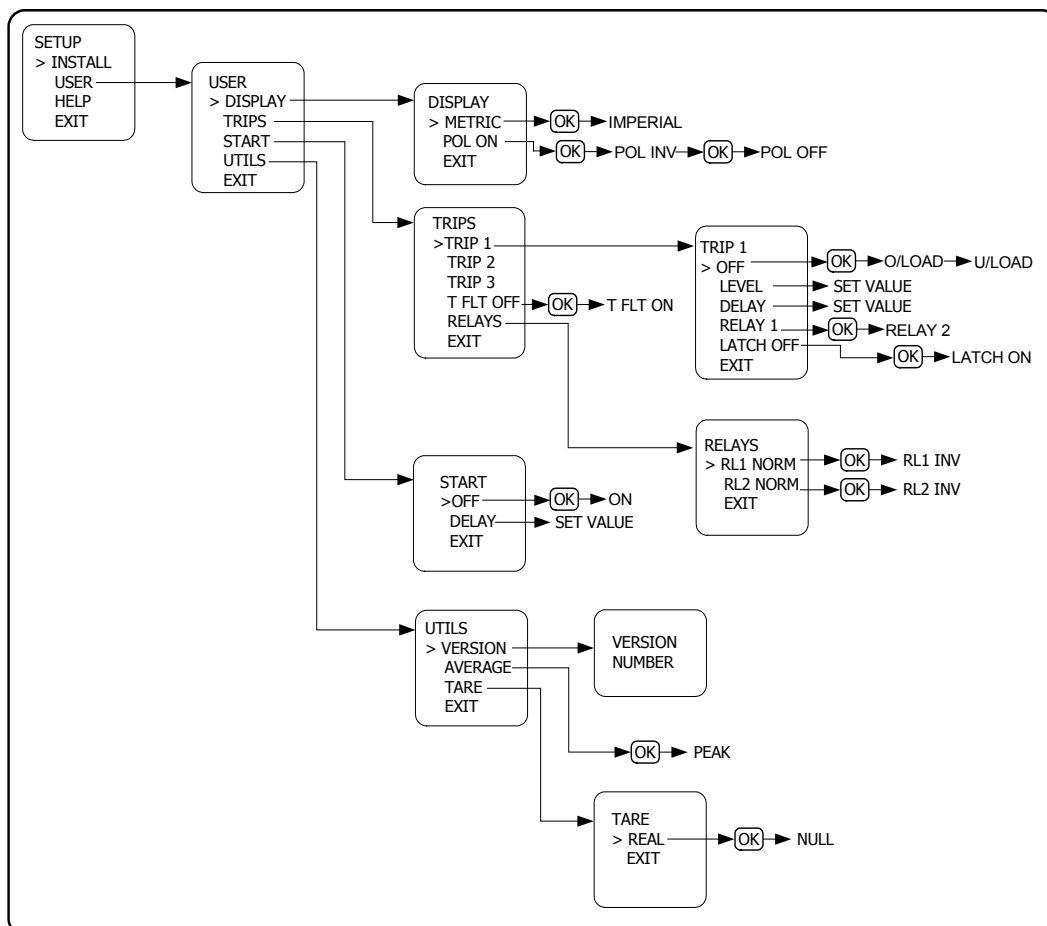 SETUP
> INSTALL
USER
HELP
EXIT
USER
> DISPLAY
TRIPS
START
UTILS
EXIT
DISPLAY
> METRIC OK IMPERIAL
POL ON OK POL INV OK POL OFF
EXIT
TRIPS
>TRIP 1
TRIP 2
TRIP 3
T FLT OFF OK T FLT ON
RELAYS
EXIT
TRIP 1
> OFF OK O/LOAD U/LOAD
LEVEL SET VALUE
DELAY SET VALUE
RELAY 1 OK RELAY 2
LATCH OFF OK LATCH ON
EXIT
RELAYS
> RL1 NORM OK RL1 INV
RL2 NORM OK RL2 INV
EXIT
START
>OFF OK ON
DELAY SET VALUE
EXIT
UTILS
> VERSION
AVERAGE
TARE
EXIT
VERSION
NUMBER
OK PEAK
TARE
> REAL OK NULL
EXIT